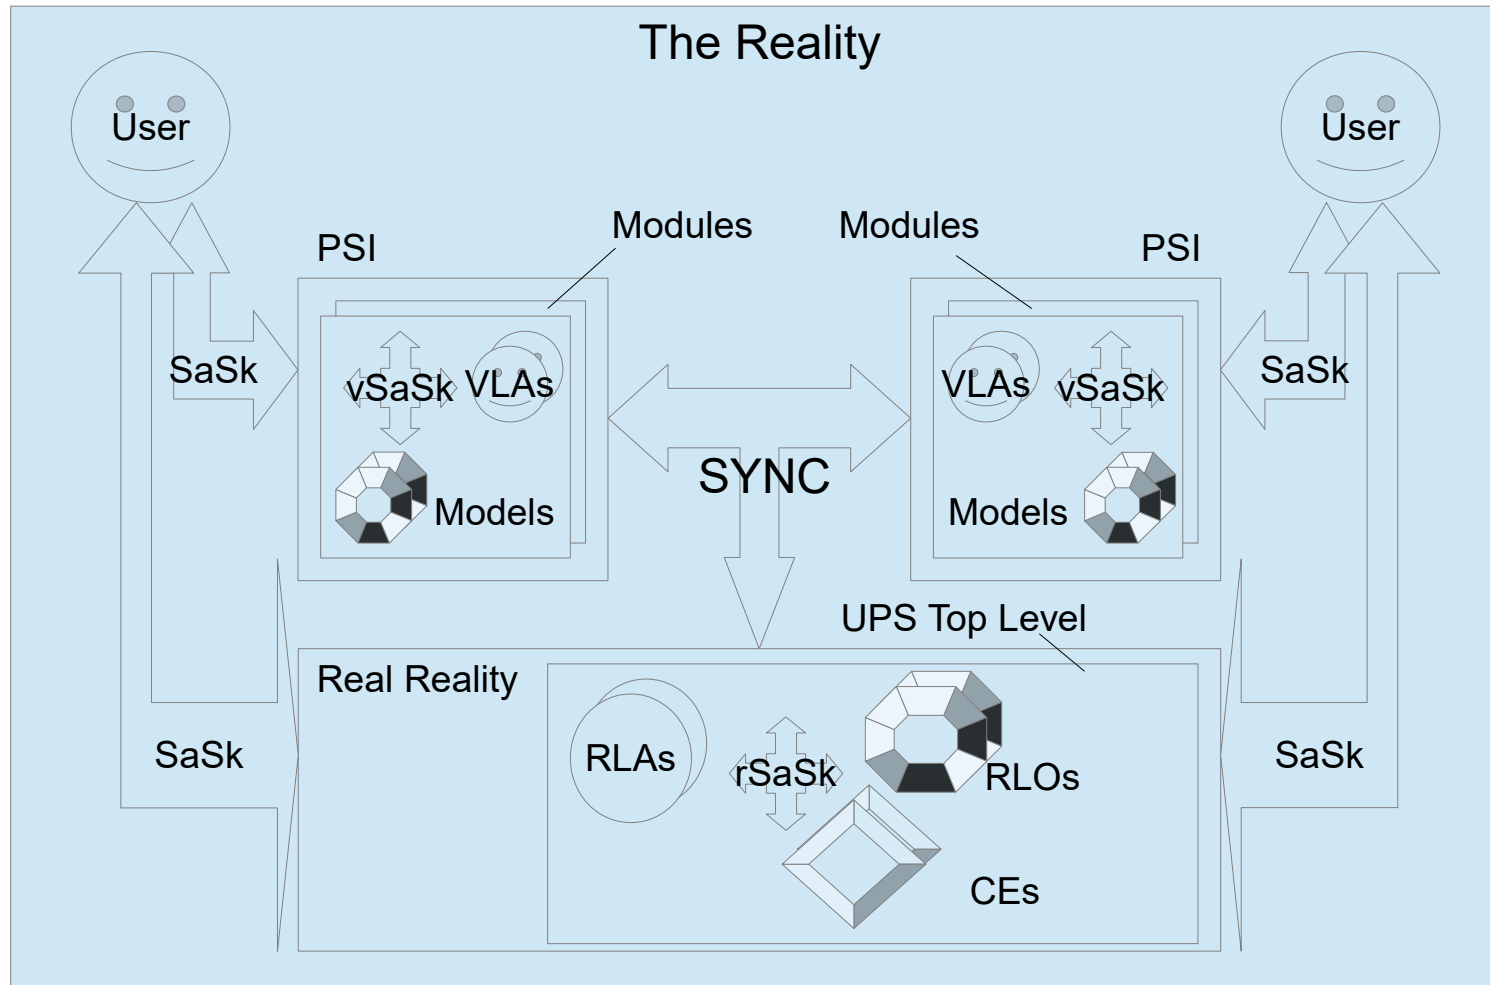 The Reality
User
User
Modules
Modules
PSI
PSI
SaSk
vSaSk
VLAs
VLAs
vSaSk
SaSk
SYNC
Models
Models
UPS Top Level
Real Reality
SaSk
RLAs
rSaSk
RLOs
SaSk
CEs